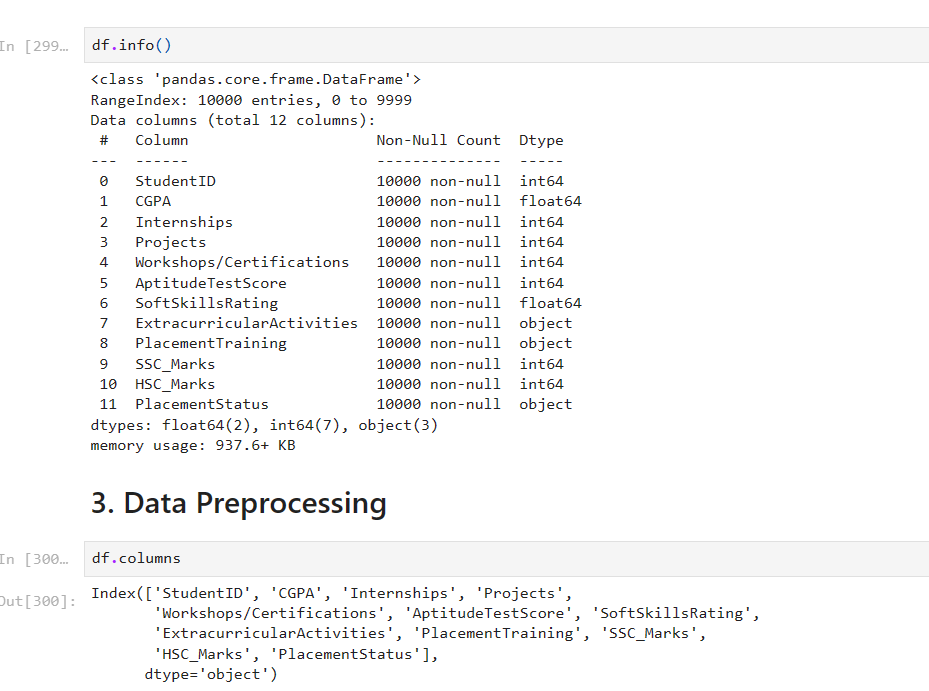 In [299…
df.info()
<class 'pandas.core.frame.DataFrame'>
RangeIndex: 10000 entries, 0 to 9999
Data columns (total 12 columns):
 #   Column                     Non-Null Count  Dtype
---  ------                     --------------  -----
 0   StudentID                  10000 non-null  int64
 1   CGPA                       10000 non-null  float64
 2   Internships                10000 non-null  int64
 3   Projects                   10000 non-null  int64
 4   Workshops/Certifications   10000 non-null  int64
 5   AptitudeTestScore          10000 non-null  int64
 6   SoftSkillsRating           10000 non-null  float64
 7   ExtracurricularActivities  10000 non-null  object
 8   PlacementTraining          10000 non-null  object
 9   SSC_Marks                  10000 non-null  int64
 10  HSC_Marks                  10000 non-null  int64
 11  PlacementStatus            10000 non-null  object
dtypes: float64(2), int64(7), object(3)
memory usage: 937.6+ KB
3. Data Preprocessing
In [300…
df.columns
Out[300]:
Index(['StudentID', 'CGPA', 'Internships', 'Projects',
       'Workshops/Certifications', 'AptitudeTestScore', 'SoftSkillsRating',
       'ExtracurricularActivities', 'PlacementTraining', 'SSC_Marks',
       'HSC_Marks', 'PlacementStatus'],
      dtype='object')